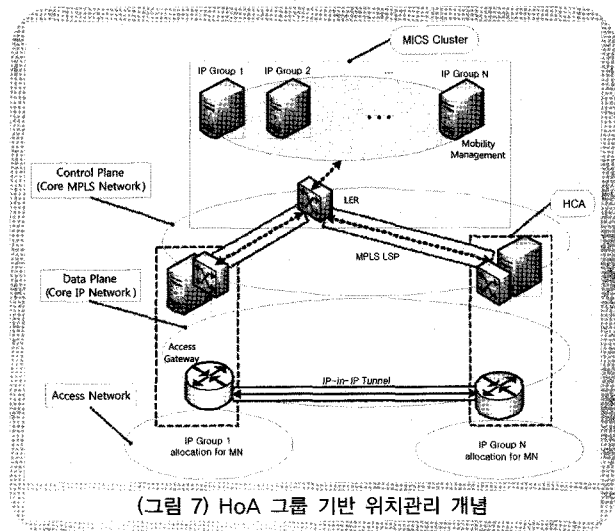 MICS Cluster
IP Group 1
IP Group 2
...
IP Group N
...
Mobility
Management
Control Plane
(Core MPLS Network)
LER
HCA
MPLS LSP
Data Plane
(Core IP Network)
Access
Gateway
Access Network
IP-in-IP Tunnel
IP Group 1
allocation for MN
IP Group N
allocation for MN
(그림 7) HoA 그룹 기반 위치관리 개념